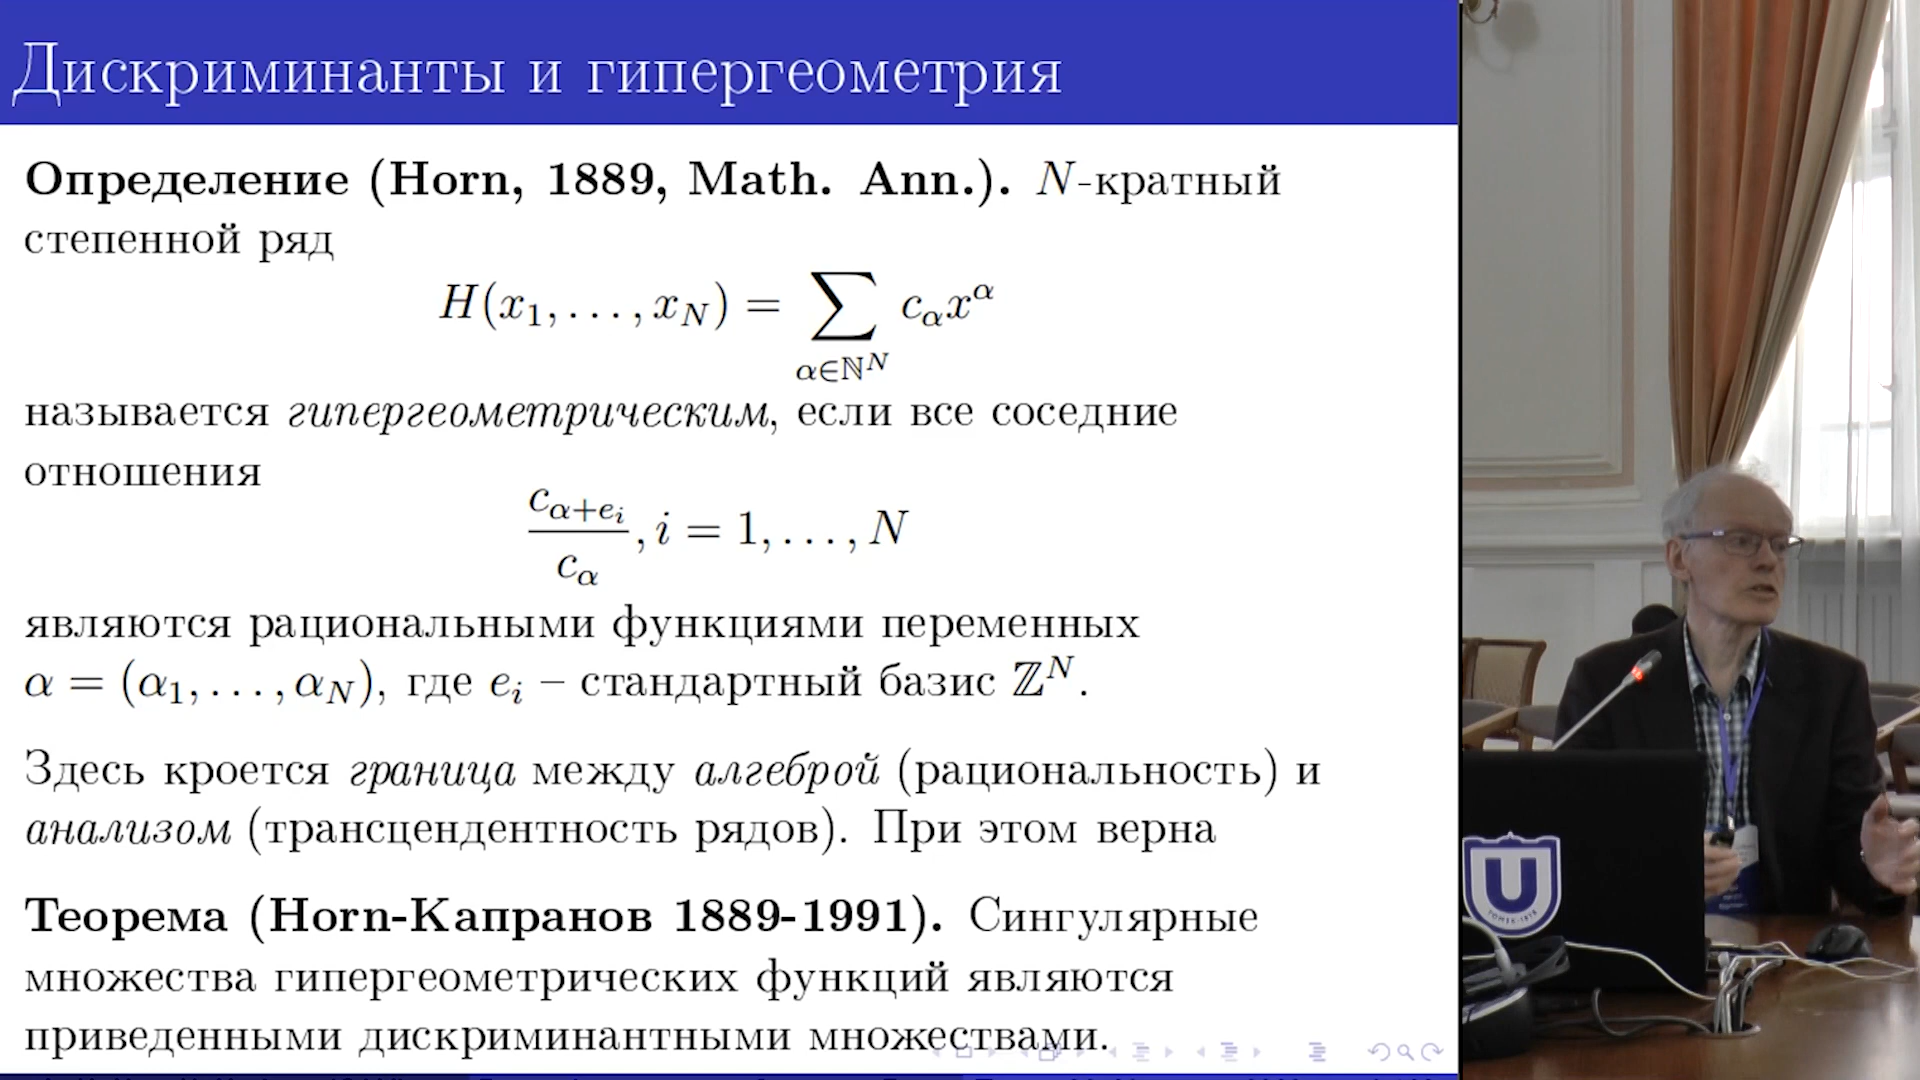 Дискриминанты и гипергеометрия
Определение (Horn, 1889, Math. Ann.). N-кратный
степенной ряд
H(x₁, . . . , x_N) = ∑_{α∈ℕ^N} c_α x^α
называется гипергеометрическим, если все соседние
отношения
c_{α+e_i} / c_α , i = 1, . . . , N
являются рациональными функциями переменных
α = (α₁, . . . , α_N), где e_i – стандартный базис ℤ^N.
Здесь кроется граница между алгеброй (рациональность) и
анализом (трансцендентность рядов). При этом верна
Теорема (Horn-Капранов 1889-1991). Сингулярные
множества гипергеометрических функций являются
приведенными дискриминантными множествами.
U